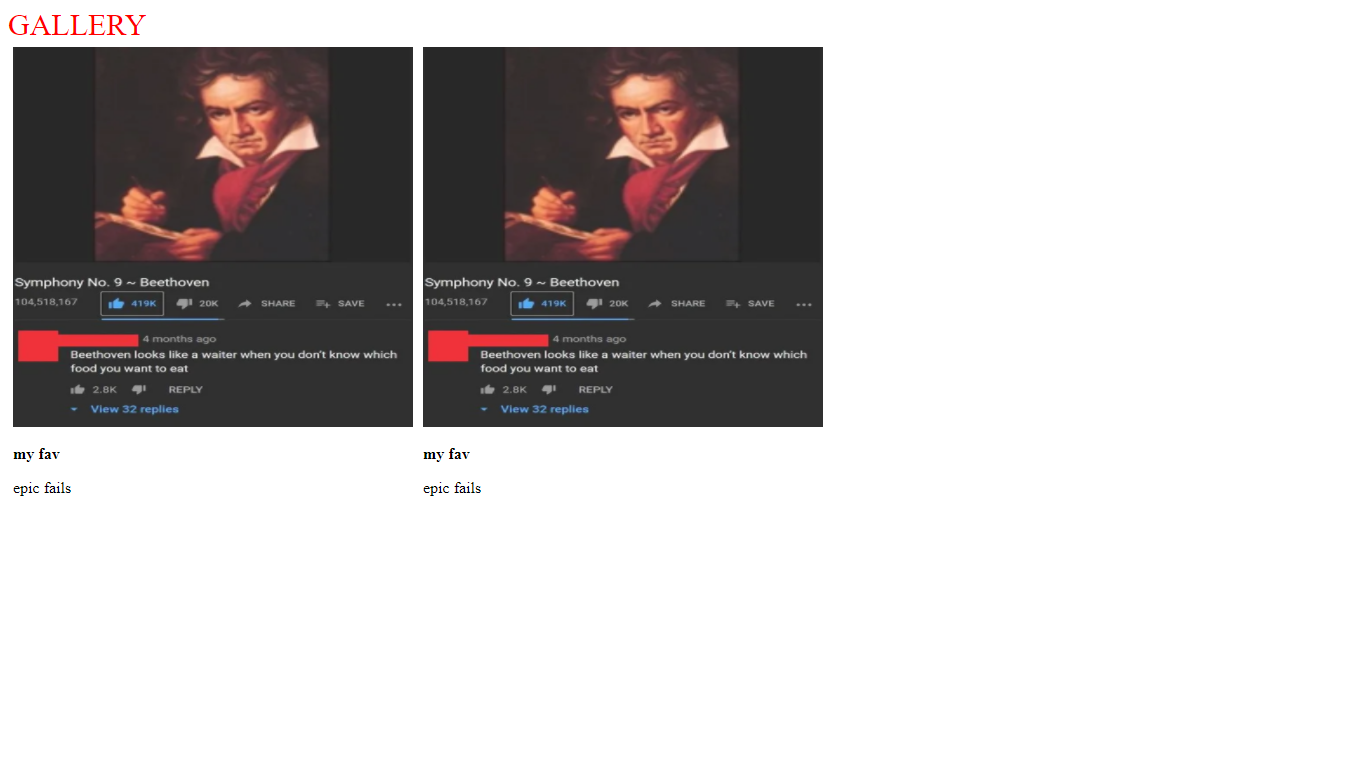 GALLERY
Symphony No. 9 ~ Beethoven
104,518,167 419K 20K SHARE SAVE
4 months ago
Beethoven looks like a waiter when you don't know which
food you want to eat
2.8K REPLY
View 32 replies
my fav
epic fails
Symphony No. 9 ~ Beethoven
104,518,167 419K 20K SHARE SAVE
4 months ago
Beethoven looks like a waiter when you don't know which
food you want to eat
2.8K REPLY
View 32 replies
my fav
epic fails